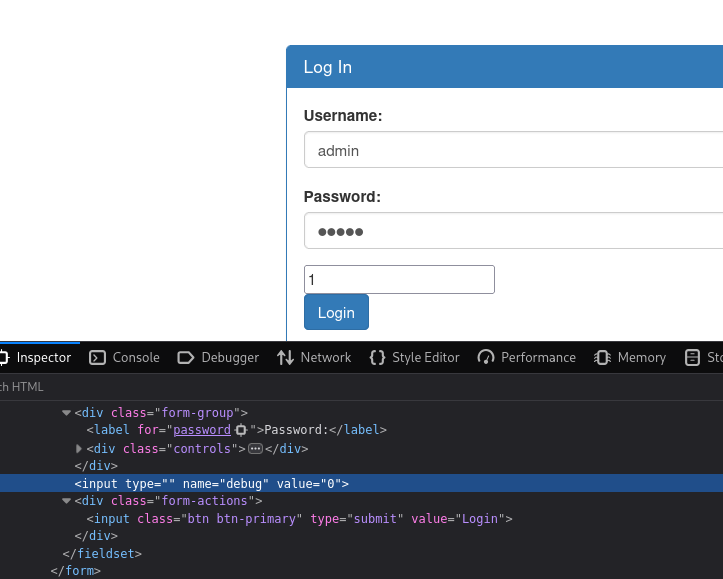 Log In
Username:
admin
Password:
●●●●●
1
Login
Inspector Console Debugger Network Style Editor Performance Memory Sto
ch HTML
<div class="form-group">
<label for="password">Password:</label>
<div class="controls"></div>
</div>
<input type="" name="debug" value="0">
<div class="form-actions">
<input class="btn btn-primary" type="submit" value="Login">
</div>
</fieldset>
</form>